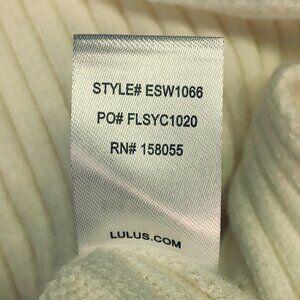 STYLE# ESW1066
PO# FLSYC1020
RN# 158055
LULUS.COM